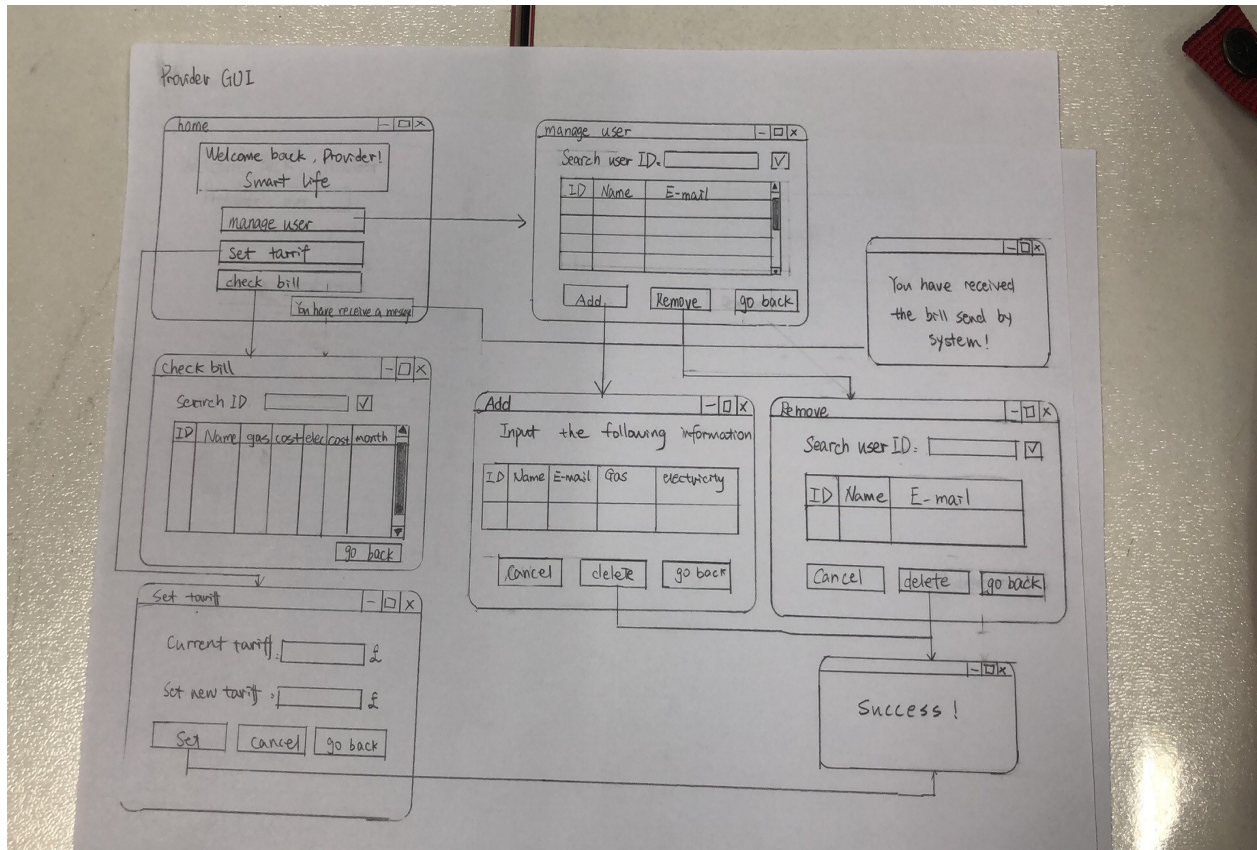 Provider GUI
home
Welcome back, Provider!
Smart life
manage user
Set tarrif
check bill
You have receive a message
manage user
Search user ID:
ID Name E-mail
Add
Remove
go back
You have received
the bill send by
system!
check bill
Search ID
ID Name gas cost elec cost month
go back
Add
Input the following information
ID Name E-mail Gas electricity
Cancel
delete
go back
Remove
Search user ID:
ID Name E-mail
Cancel
delete
go back
Set tariff
Current tariff: £
Set new tariff: £
Set
Cancel
go back
Success!